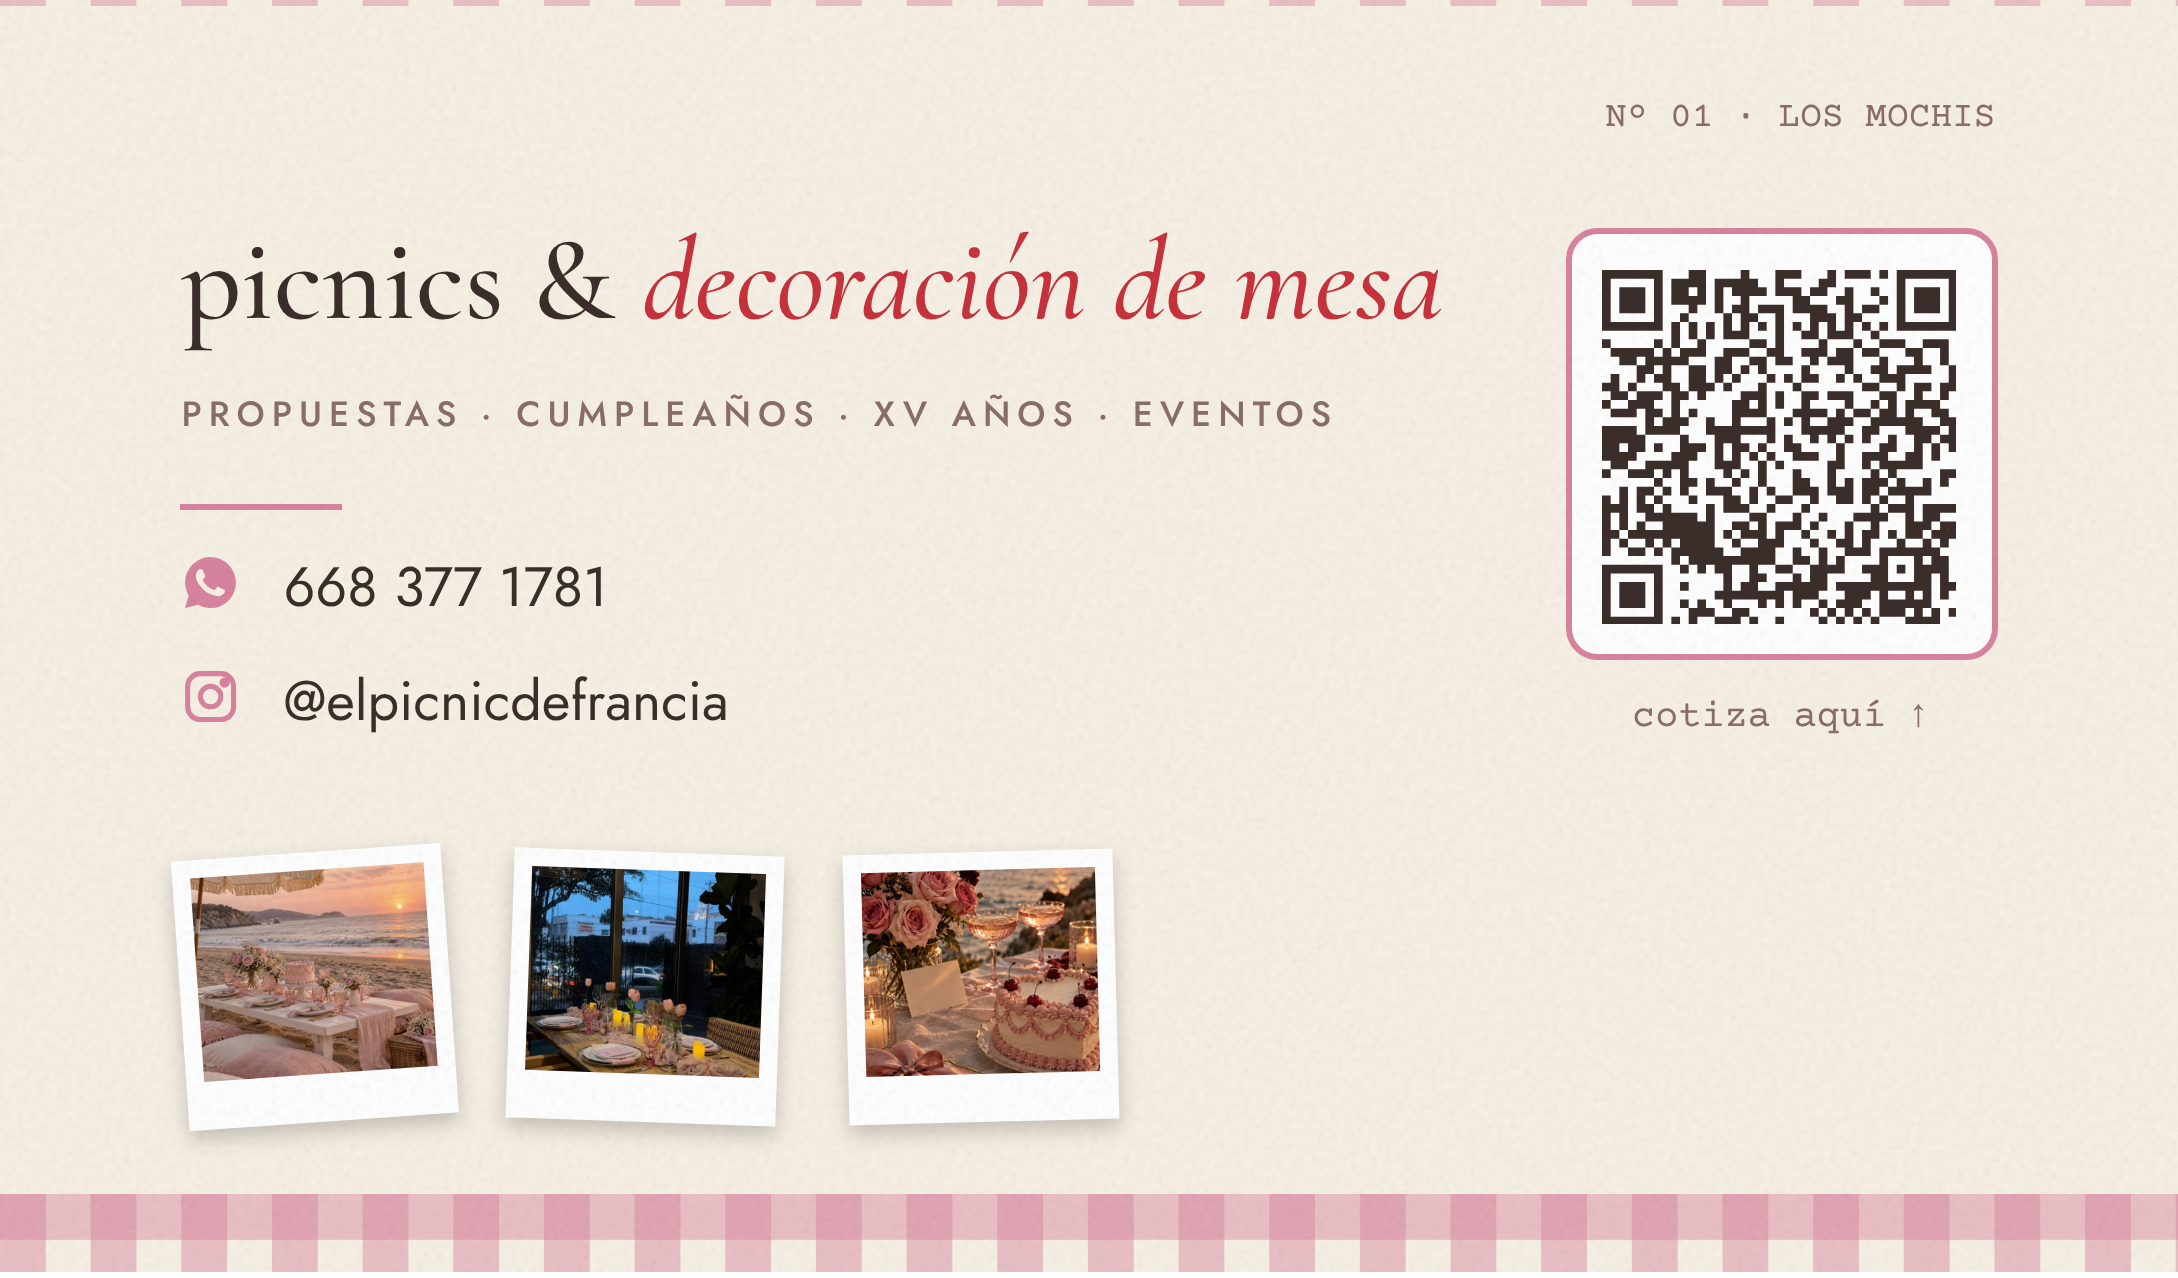 Nº 01 · LOS MOCHIS
picnics & decoración de mesa
PROPUESTAS · CUMPLEAÑOS · XV AÑOS · EVENTOS
668 377 1781
@elpicnicdefrancia
cotiza aquí ↑